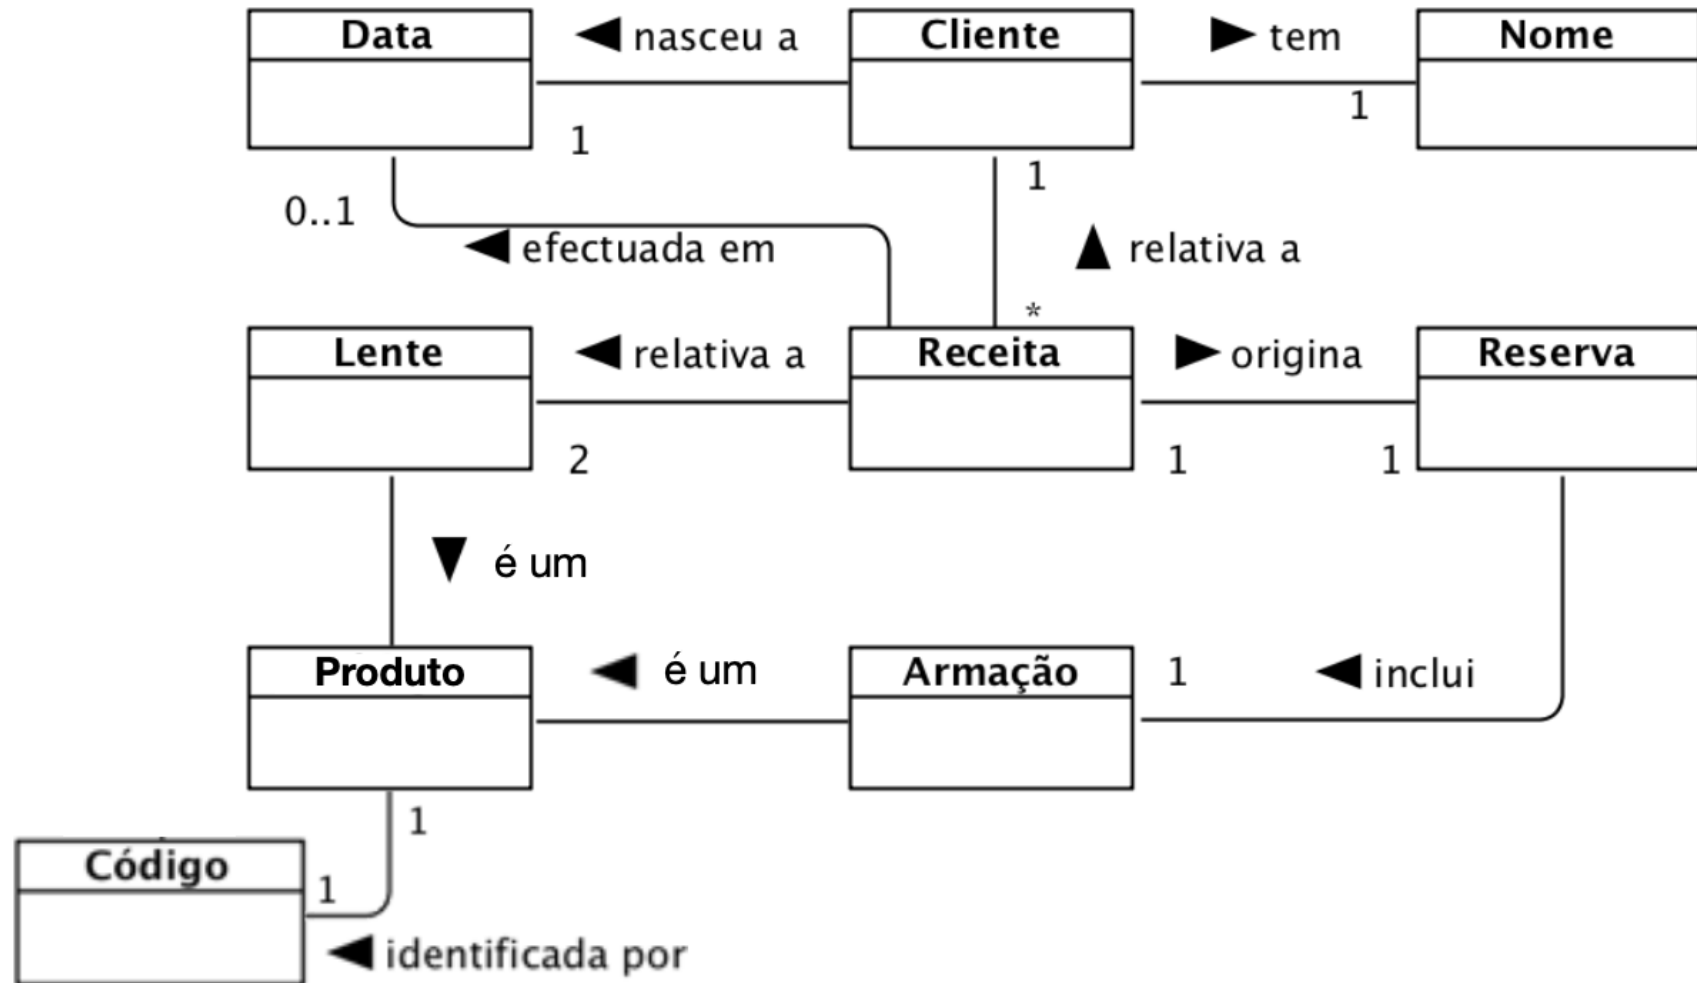 Data
nasceu a
Cliente
tem
Nome
1
1
1
0..1
efectuada em
relativa a
*
Lente
relativa a
Receita
origina
Reserva
2
1
1
é um
Produto
é um
Armação
1
inclui
1
Código
1
identificada por